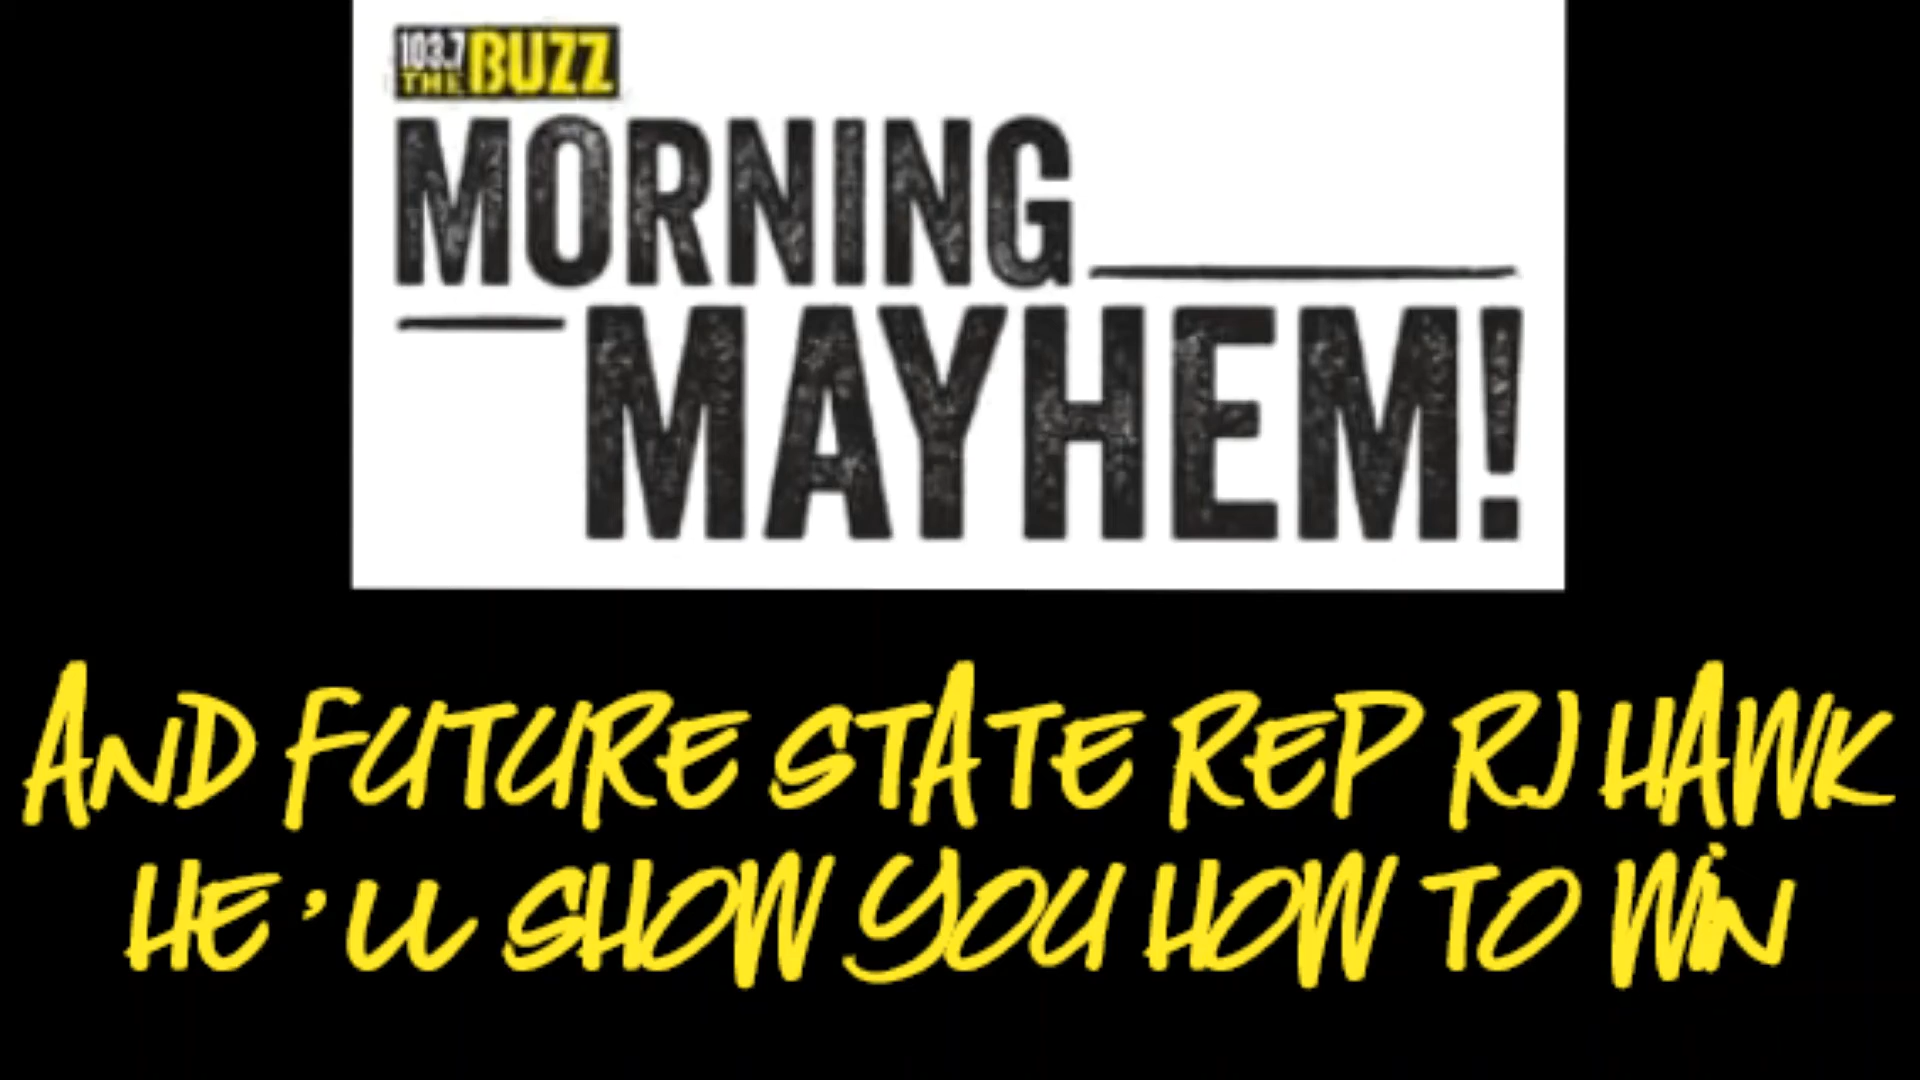 103.7
THE BUZZ
MORNING
MAYHEM!
AND FUTURE STATE REP RJ HAWK
HE'LL SHOW YOU HOW TO WIN